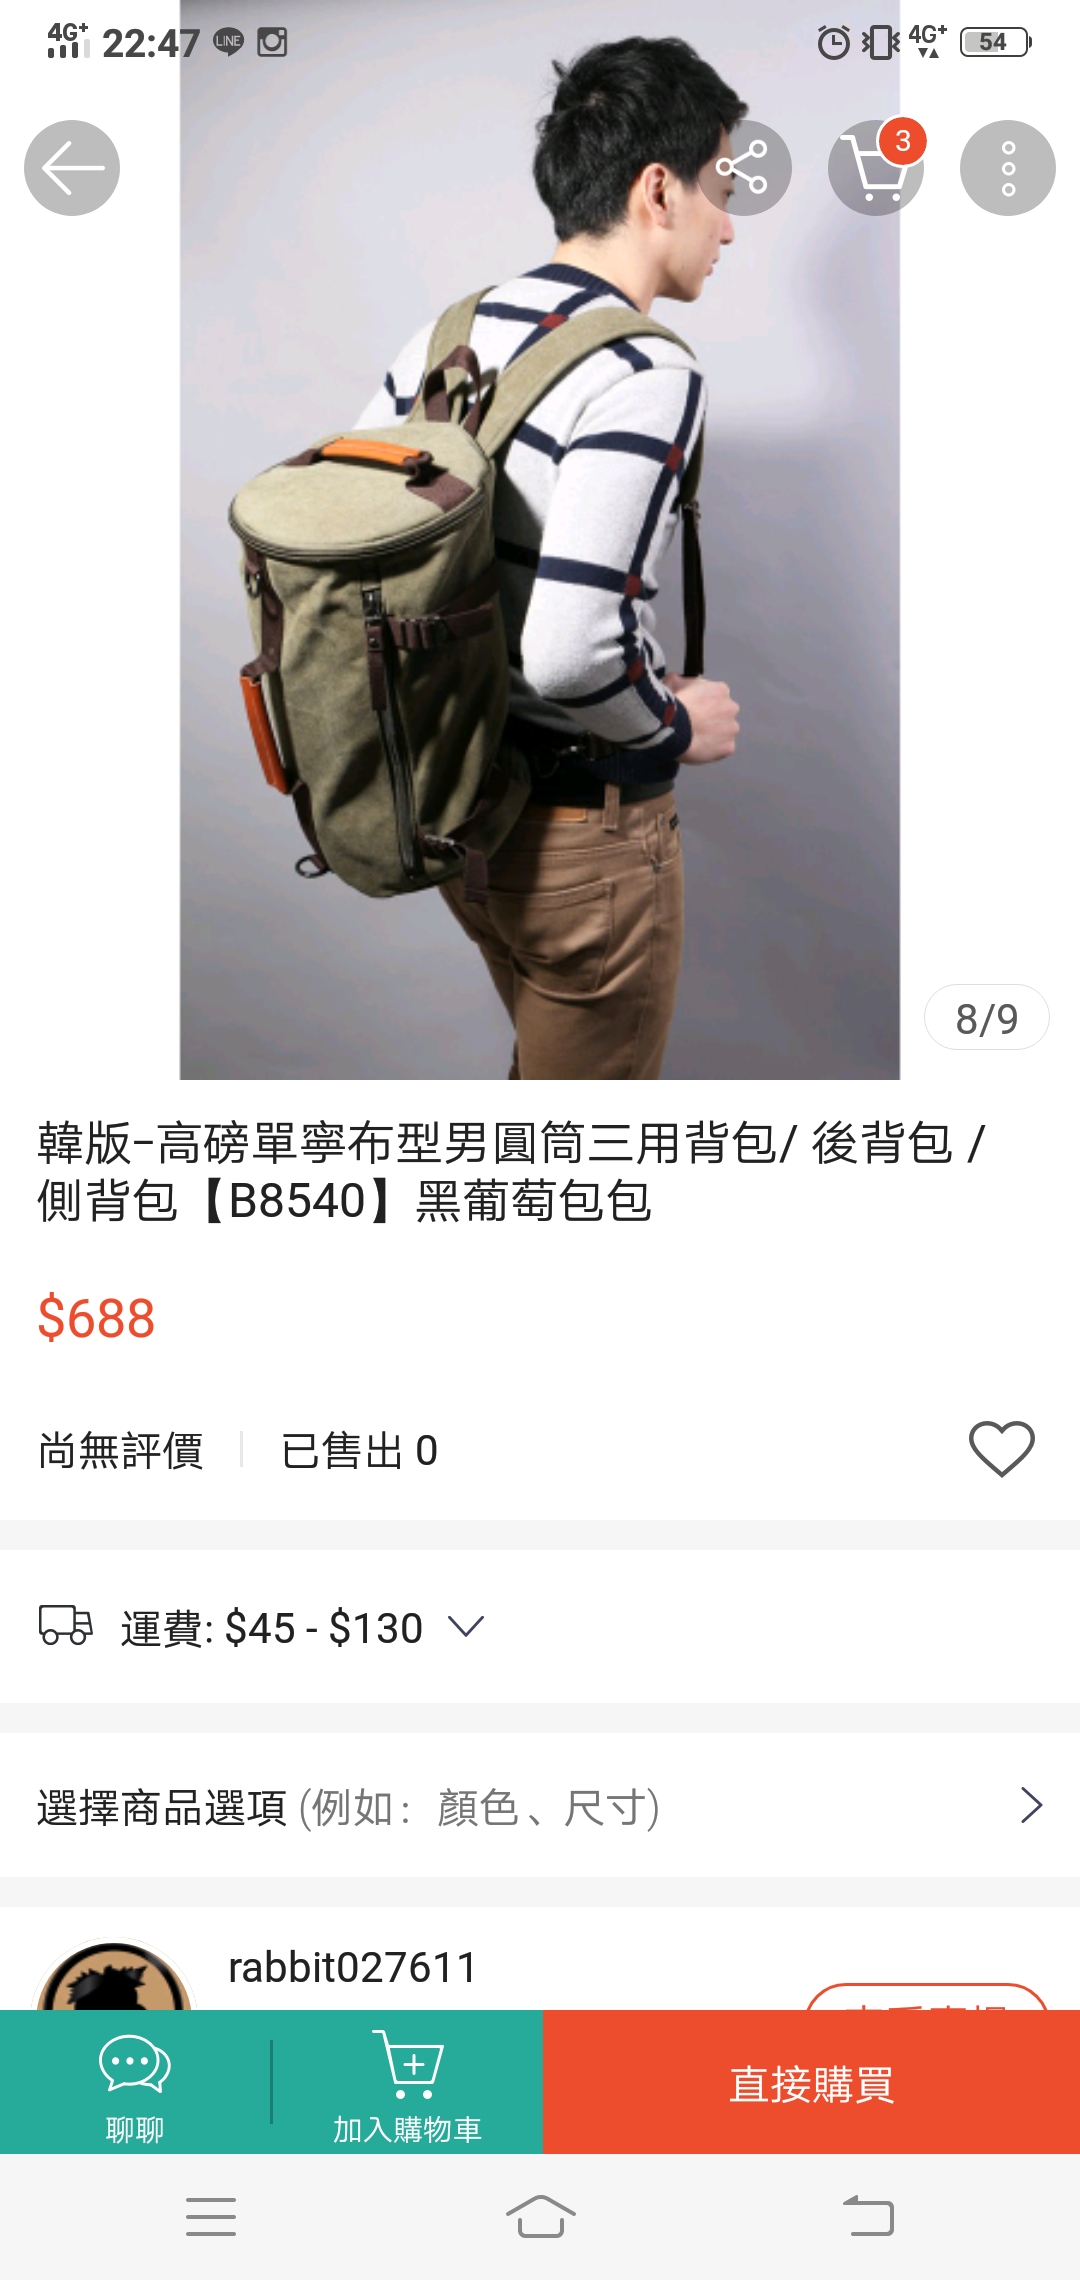 4G+ 22:47 LINE 4G+ 54
3
8/9
韓版-高磅單寧布型男圓筒三用背包/ 後背包 /
側背包【B8540】黑葡萄包包
$688
尚無評價 已售出 0
運費: $45 - $130
選擇商品選項 (例如: 顏色、尺寸)
rabbit027611
聊聊 加入購物車 直接購買